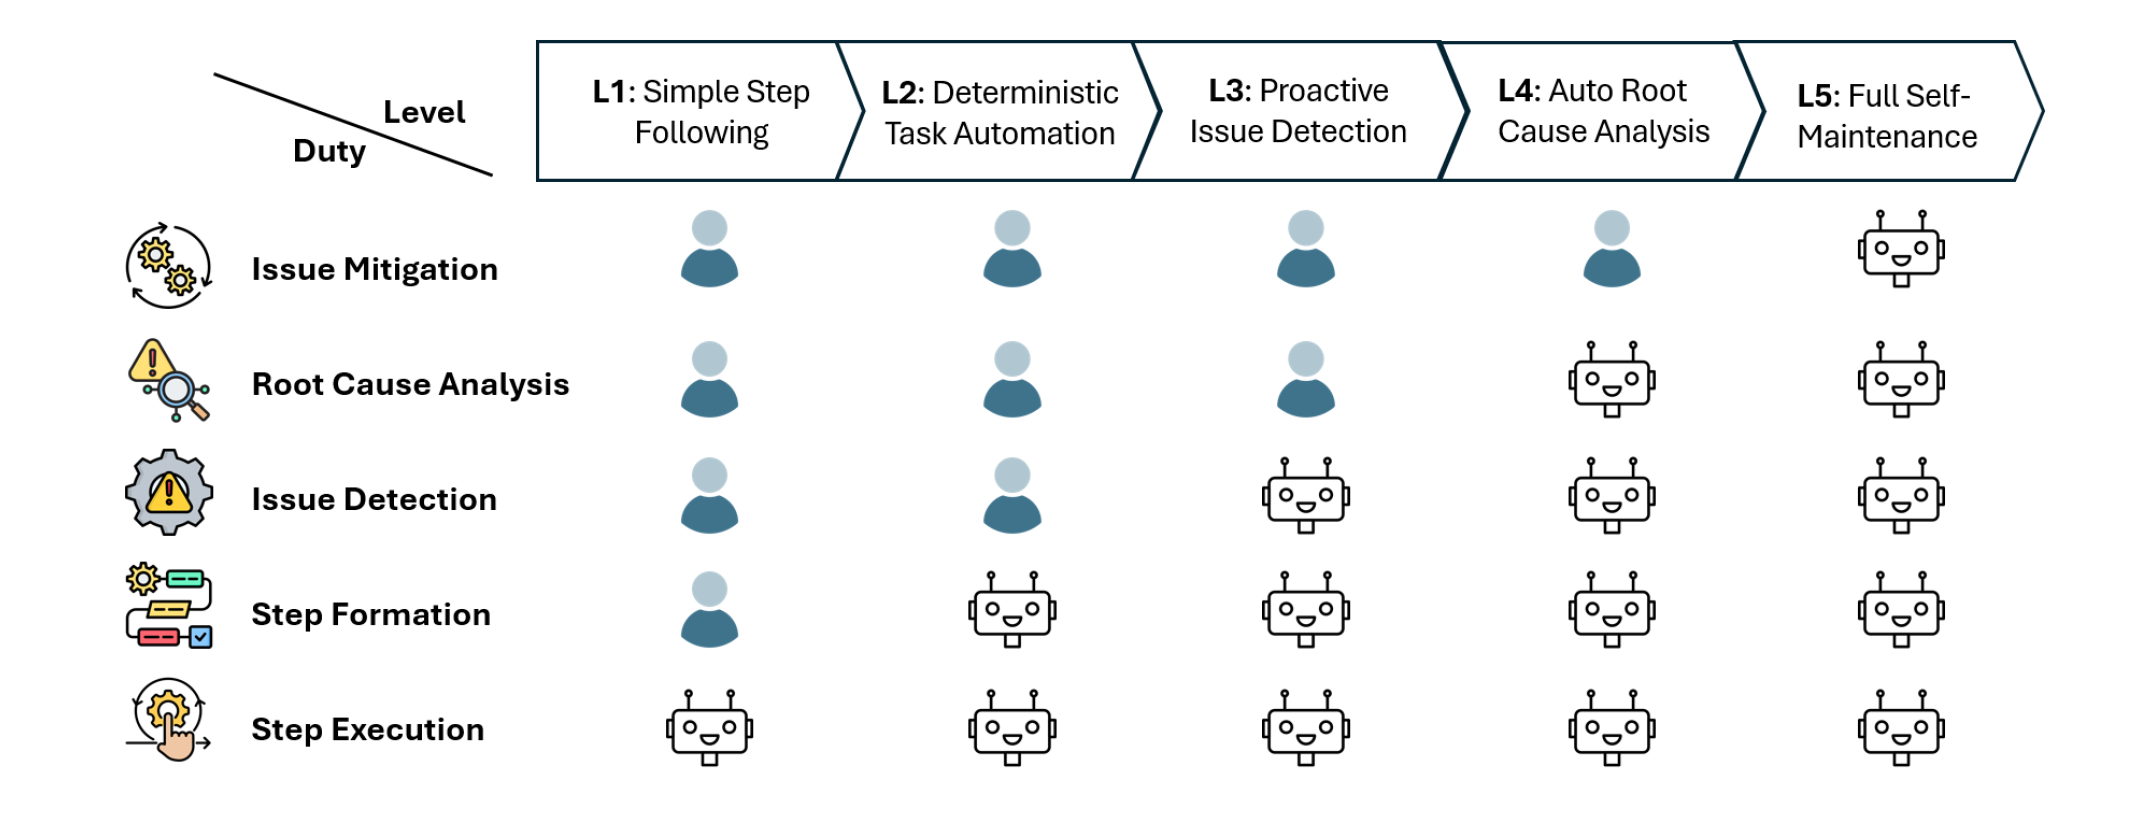 Level
Duty
L1: Simple Step
Following
L2: Deterministic
Task Automation
L3: Proactive
Issue Detection
L4: Auto Root
Cause Analysis
L5: Full Self-
Maintenance
Issue Mitigation
Root Cause Analysis
Issue Detection
Step Formation
Step Execution